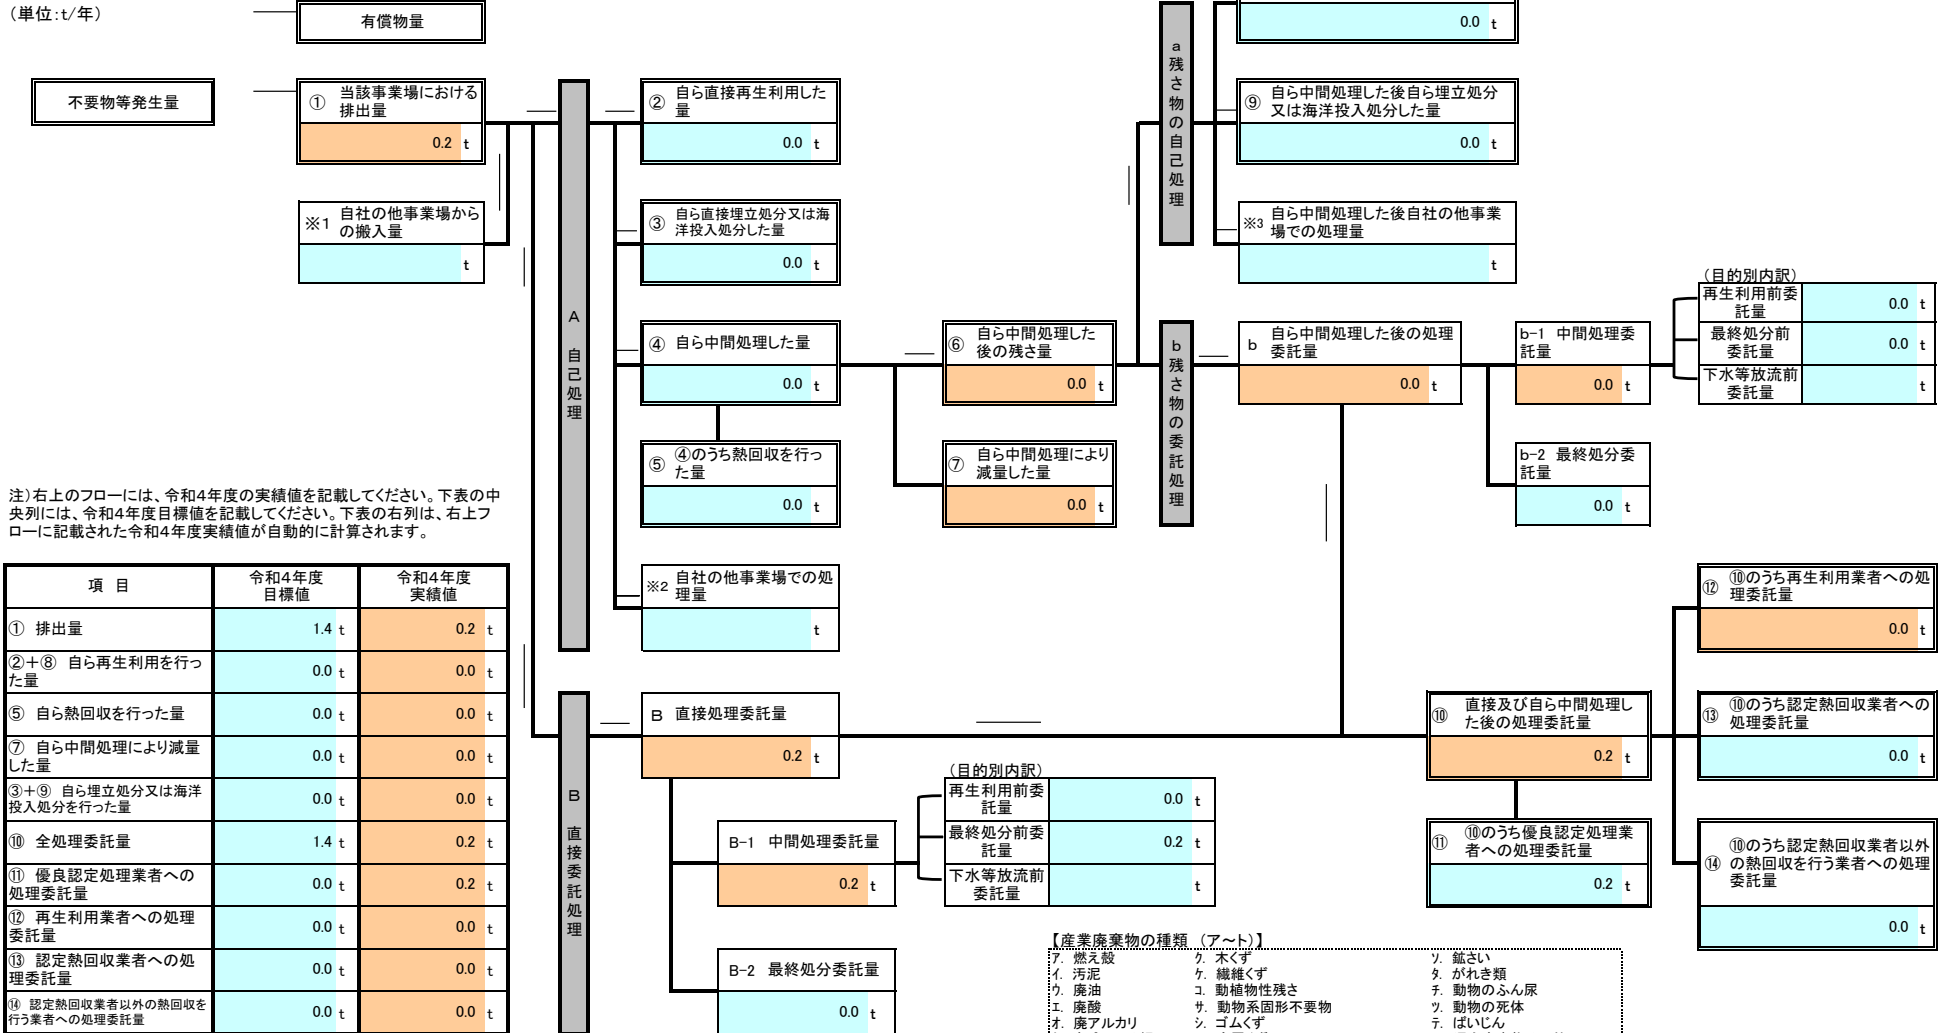 (単位:t/年)
有償物量
0.0 t
不要物等発生量
① 当該事業場における
排出量
0.2 t
② 自ら直接再生利用した
量
0.0 t
a
残さ物の自己処理
⑨ 自ら中間処理した後自ら埋立処分
又は海洋投入処分した量
0.0 t
※1 自社の他事業場から
の搬入量
t
③ 自ら直接埋立処分又は海
洋投入処分した量
0.0 t
※3 自ら中間処理した後自社の他事業
場での処理量
t
A
自己処理
④ 自ら中間処理した量
0.0 t
⑥ 自ら中間処理した
後の残さ量
0.0 t
b
残さ物の委託処理
b 自ら中間処理した後の処理
委託量
0.0 t
b-1 中間処理委
託量
0.0 t
(目的別内訳)
再生利用前委
託量
0.0 t
最終処分前
委託量
0.0 t
下水等放流前
委託量
t
⑤ ④のうち熱回収を行っ
た量
0.0 t
⑦ 自ら中間処理により
減量した量
0.0 t
b-2 最終処分委
託量
0.0 t
注)右上のフローには、令和4年度の実績値を記載してください。下表の中
央列には、令和4年度目標値を記載してください。下表の右列は、右上フ
ローに記載された令和4年度実績値が自動的に計算されます。
※2 自社の他事業場での処
理量
t
項 目
令和4年度
目標値
令和4年度
実績値
① 排出量
1.4 t
0.2 t
②+⑧ 自ら再生利用を行っ
た量
0.0 t
0.0 t
⑤ 自ら熱回収を行った量
0.0 t
0.0 t
⑦ 自ら中間処理により減量
した量
0.0 t
0.0 t
③+⑨ 自ら埋立処分又は海洋
投入処分を行った量
0.0 t
0.0 t
⑩ 全処理委託量
1.4 t
0.2 t
⑪ 優良認定処理業者への
処理委託量
0.0 t
0.2 t
⑫ 再生利用業者への処理
委託量
0.0 t
0.0 t
⑬ 認定熱回収業者への処
理委託量
0.0 t
0.0 t
⑭ 認定熱回収業者以外の熱回収を
行う業者への処理委託量
0.0 t
0.0 t
B
直接委託処理
B 直接処理委託量
0.2 t
B-1 中間処理委託量
0.2 t
(目的別内訳)
再生利用前委
託量
0.0 t
最終処分前委
託量
0.2 t
下水等放流前
委託量
t
B-2 最終処分委託量
0.0 t
⑩ 直接及び自ら中間処理し
た後の処理委託量
0.2 t
⑪ ⑩のうち優良認定処理業
者への処理委託量
0.2 t
⑫ ⑩のうち再生利用業者への処
理委託量
0.0 t
⑬ ⑩のうち認定熱回収業者への
処理委託量
0.0 t
⑭ ⑩のうち認定熱回収業者以外
の熱回収を行う業者への処理
委託量
0.0 t
【産業廃棄物の種類 (ア～ト)】
ア. 燃え殻 ク. 木くず ソ. 鉱さい
イ. 汚泥 ケ. 繊維くず タ. がれき類
ウ. 廃油 コ. 動植物性残さ チ. 動物のふん尿
エ. 廃酸 サ. 動物系固形不要物 ツ. 動物の死体
オ. 廃アルカリ シ. ゴムくず テ. ばいじん